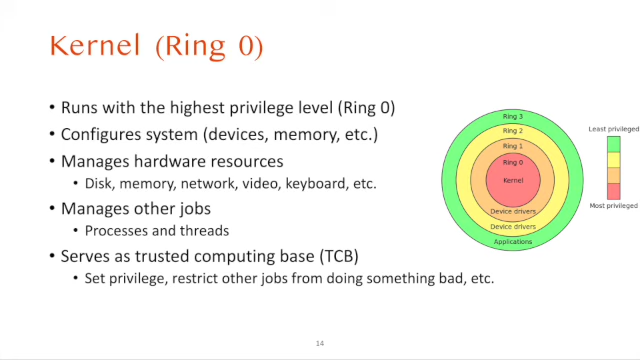 Kernel (Ring 0)
• Runs with the highest privilege level (Ring 0)
• Configures system (devices, memory, etc.)
• Manages hardware resources
• Disk, memory, network, video, keyboard, etc.
• Manages other jobs
• Processes and threads
• Serves as trusted computing base (TCB)
• Set privilege, restrict other jobs from doing something bad, etc.
Ring 3
Ring 2
Ring 1
Ring 0
Kernel
Device drivers
Device drivers
Applications
Least privileged
Most privileged
14